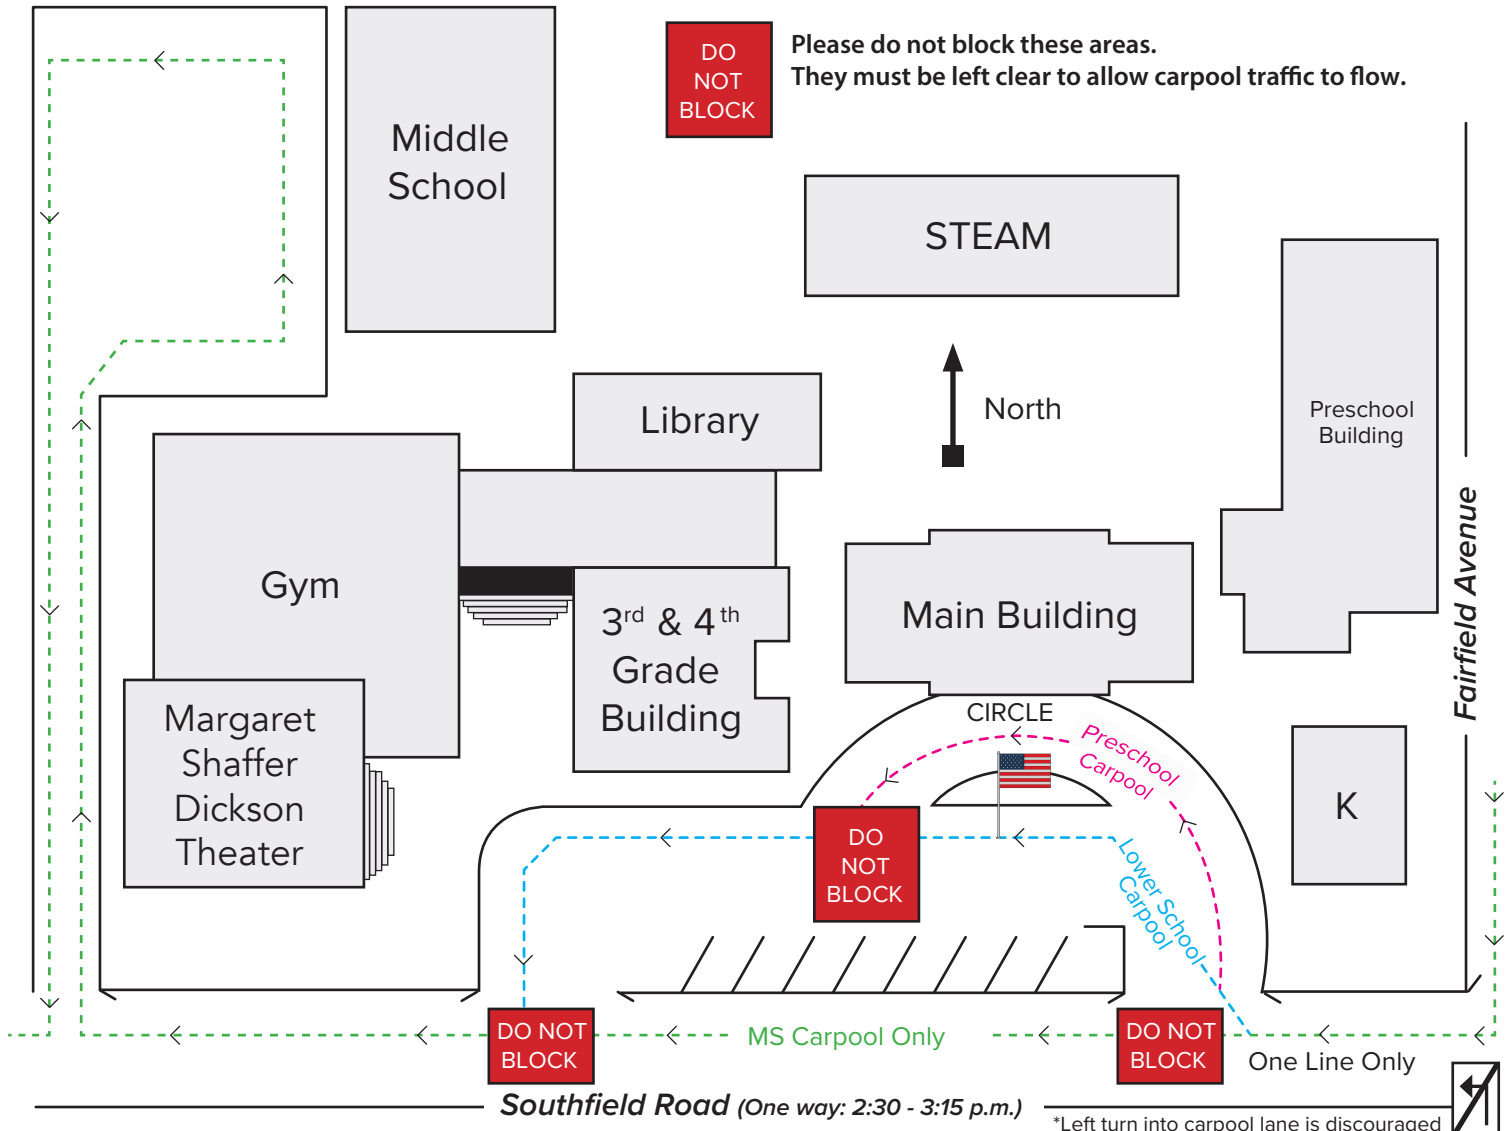 DO
NOT
BLOCK
Please do not block these areas.
They must be left clear to allow carpool traffic to flow.
Middle
School
STEAM
North
Library
Preschool
Building
Gym
3rd & 4th
Grade
Building
Main Building
Fairfield Avenue
Margaret
Shaffer
Dickson
Theater
CIRCLE
Preschool
Carpool
K
DO
NOT
BLOCK
Lower School
Carpool
DO NOT
BLOCK
MS Carpool Only
DO NOT
BLOCK
One Line Only
Southfield Road (One way: 2:30 - 3:15 p.m.)
*Left turn into carpool lane is discouraged